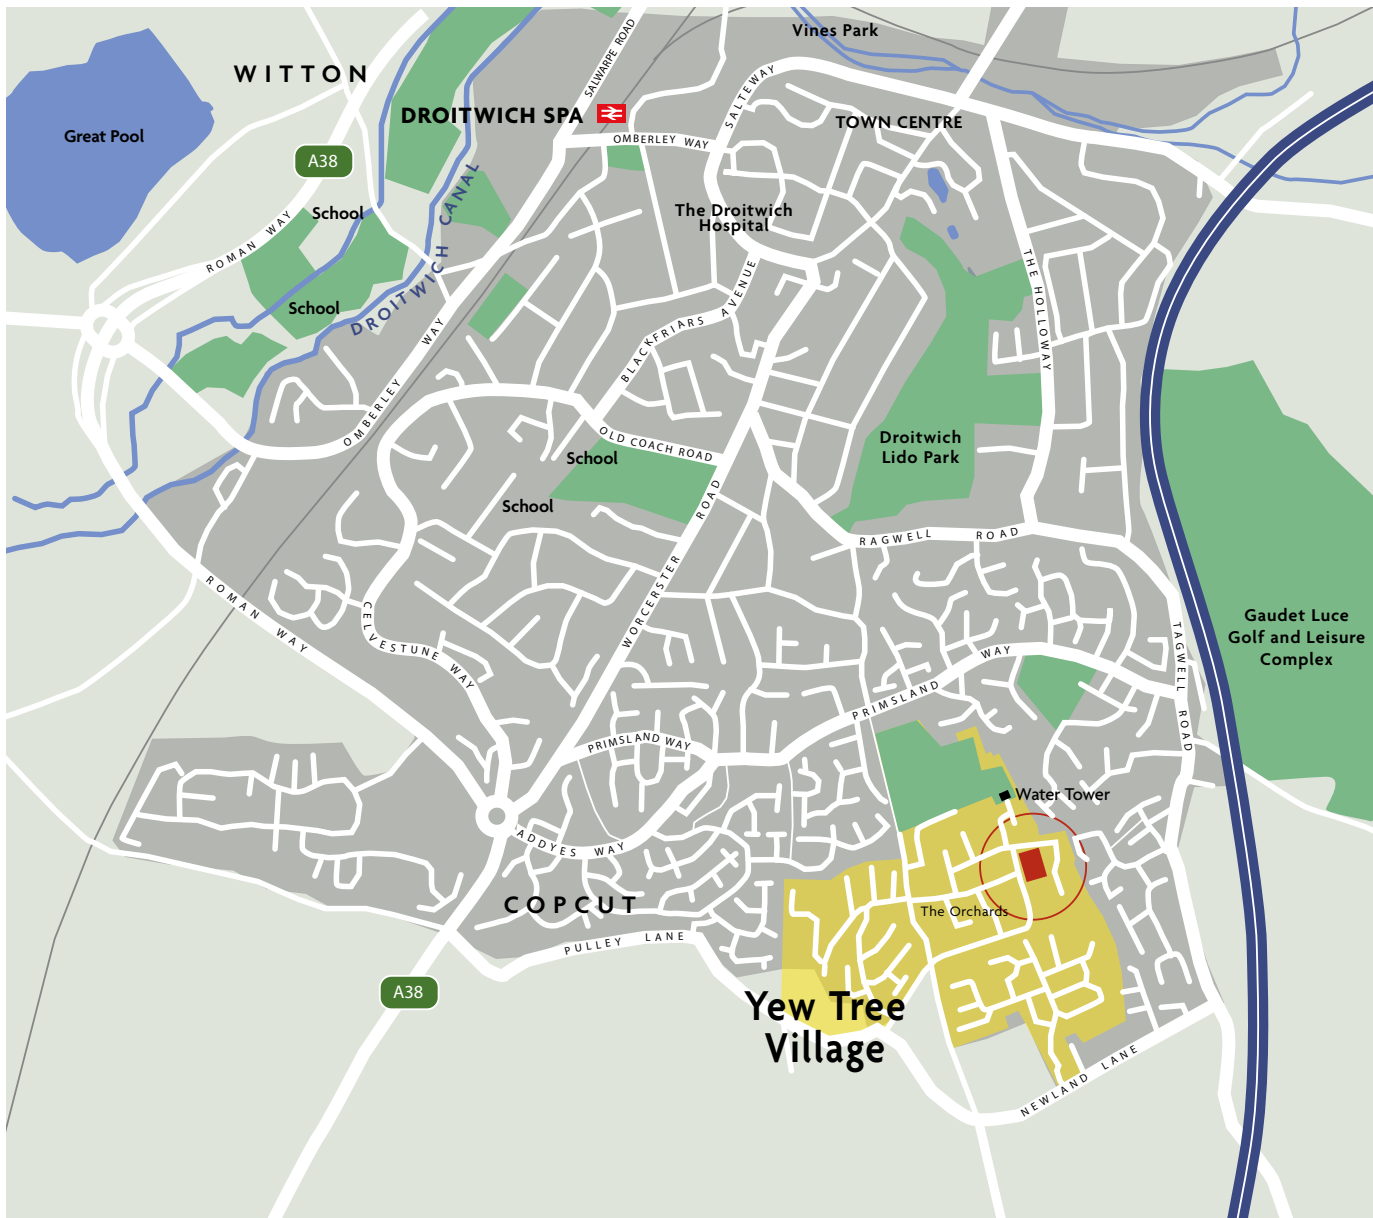 Vines Park
SALWARPE ROAD
WITTON
SALTEWAY
DROITWICH SPA
TOWN CENTRE
Great Pool
OMBERLEY WAY
A38
DROITWICH CANAL
School
The Droitwich
Hospital
ROMAN WAY
THE HOLLOWAY
School
BLACKFRIARS AVENUE
OMBERLEY WAY
OLD COACH ROAD
Droitwich
Lido Park
School
School
WORCERSTER ROAD
RAGWELL ROAD
ROMAN WAY
CELVESTUNE WAY
Gaudet Luce
Golf and Leisure
Complex
TAGWELL ROAD
PRIMSLAND WAY
PRIMSLAND WAY
Water Tower
ADDYES WAY
COPCUT
The Orchards
PULLEY LANE
A38
Yew Tree
Village
NEWLAND LANE